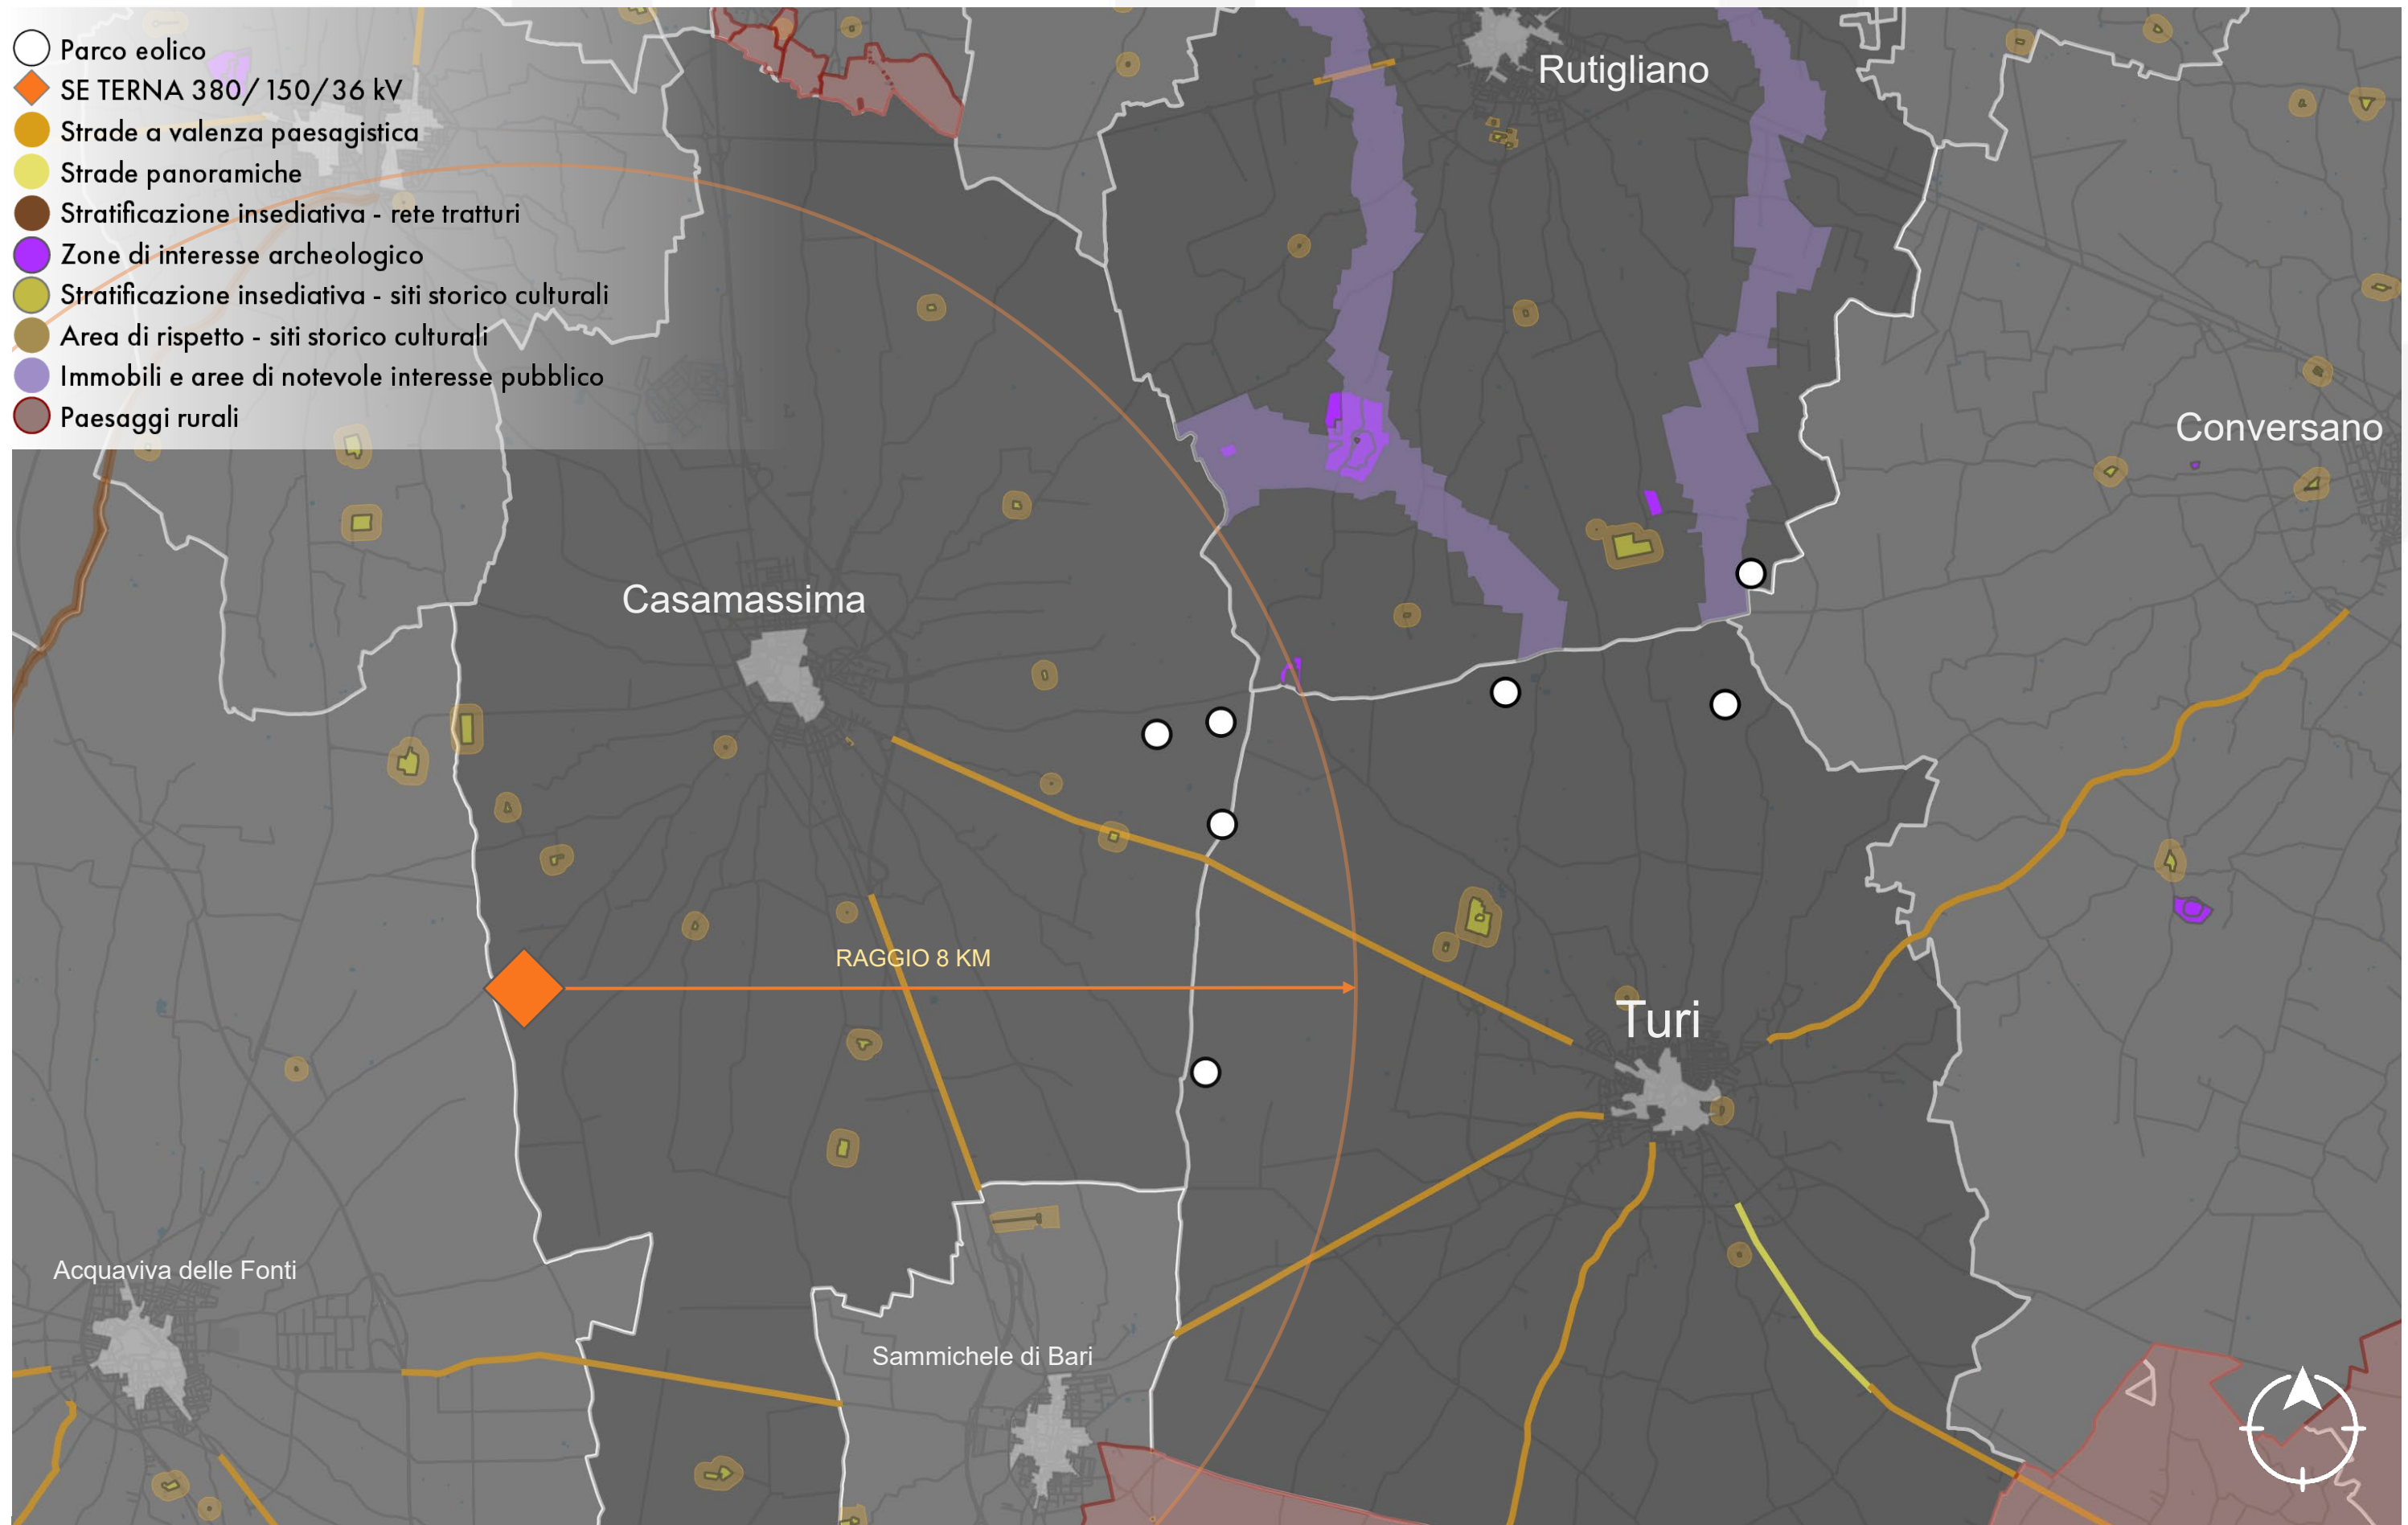 Parco eolico
SE TERNA 380/150/36 kV
Strade a valenza paesagistica
Strade panoramiche
Stratificazione insediativa - rete tratturi
Zone di interesse archeologico
Stratificazione insediativa - siti storico culturali
Area di rispetto - siti storico culturali
Immobili e aree di notevole interesse pubblico
Paesaggi rurali
Rutigliano
Conversano
Casamassima
RAGGIO 8 KM
Turi
Acquaviva delle Fonti
Sammichele di Bari